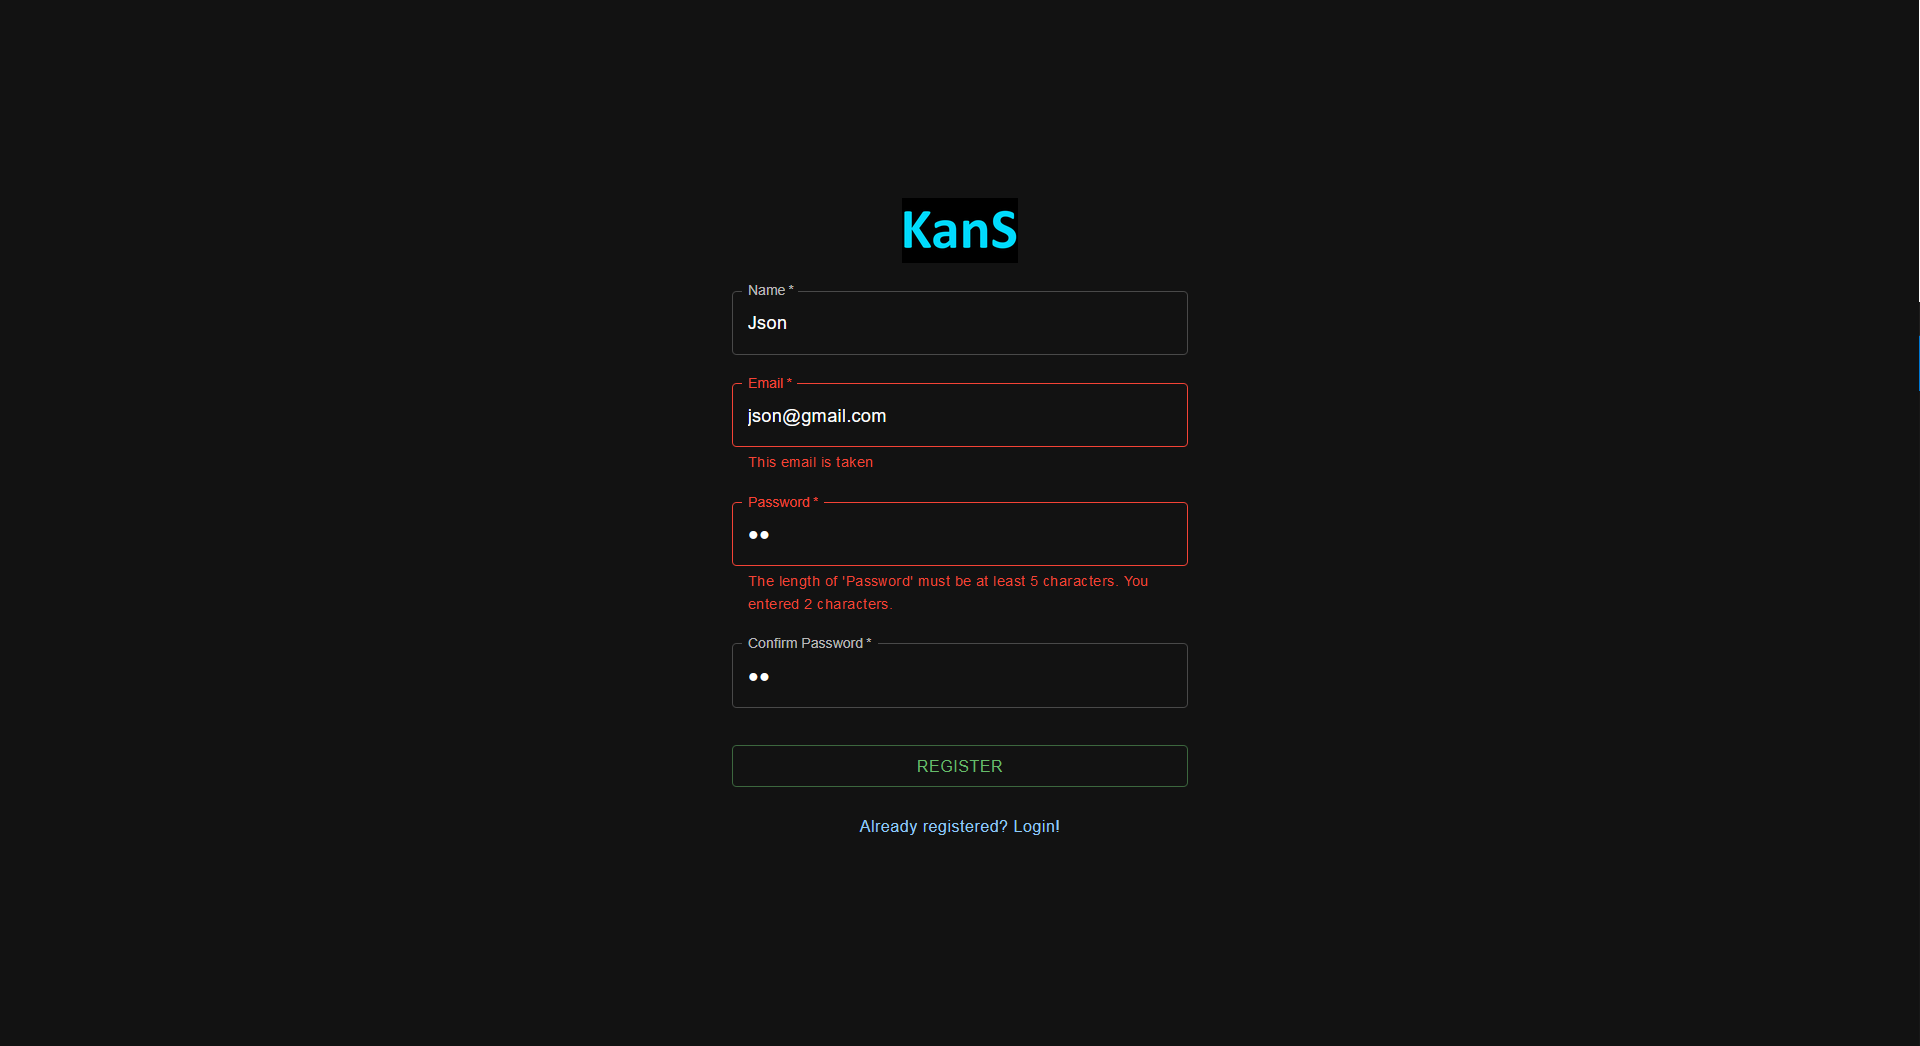 KanS
Name *
Json
Email *
json@gmail.com
This email is taken
Password *
••
The length of 'Password' must be at least 5 characters. You
entered 2 characters.
Confirm Password *
••
REGISTER
Already registered? Login!